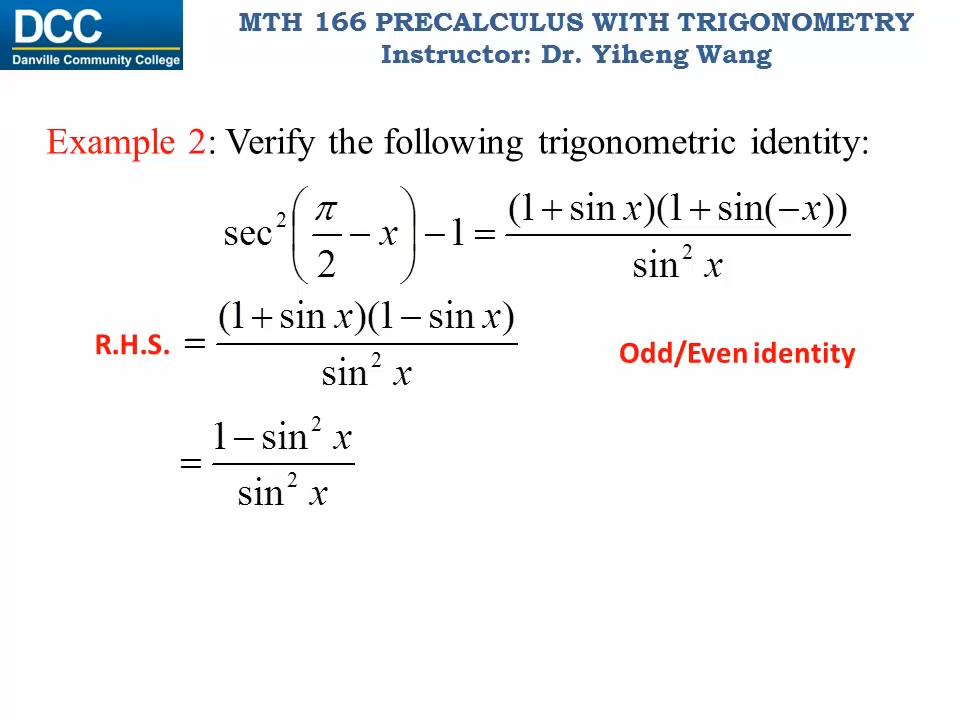 DCC
Danville Community College
MTH 166 PRECALCULUS WITH TRIGONOMETRY
Instructor: Dr. Yiheng Wang
Example 2: Verify the following trigonometric identity:
sec²(π/2 − x) − 1 = (1 + sin x)(1 + sin(−x)) / sin² x
R.H.S. = (1 + sin x)(1 − sin x) / sin² x
Odd/Even identity
= 1 − sin² x / sin² x